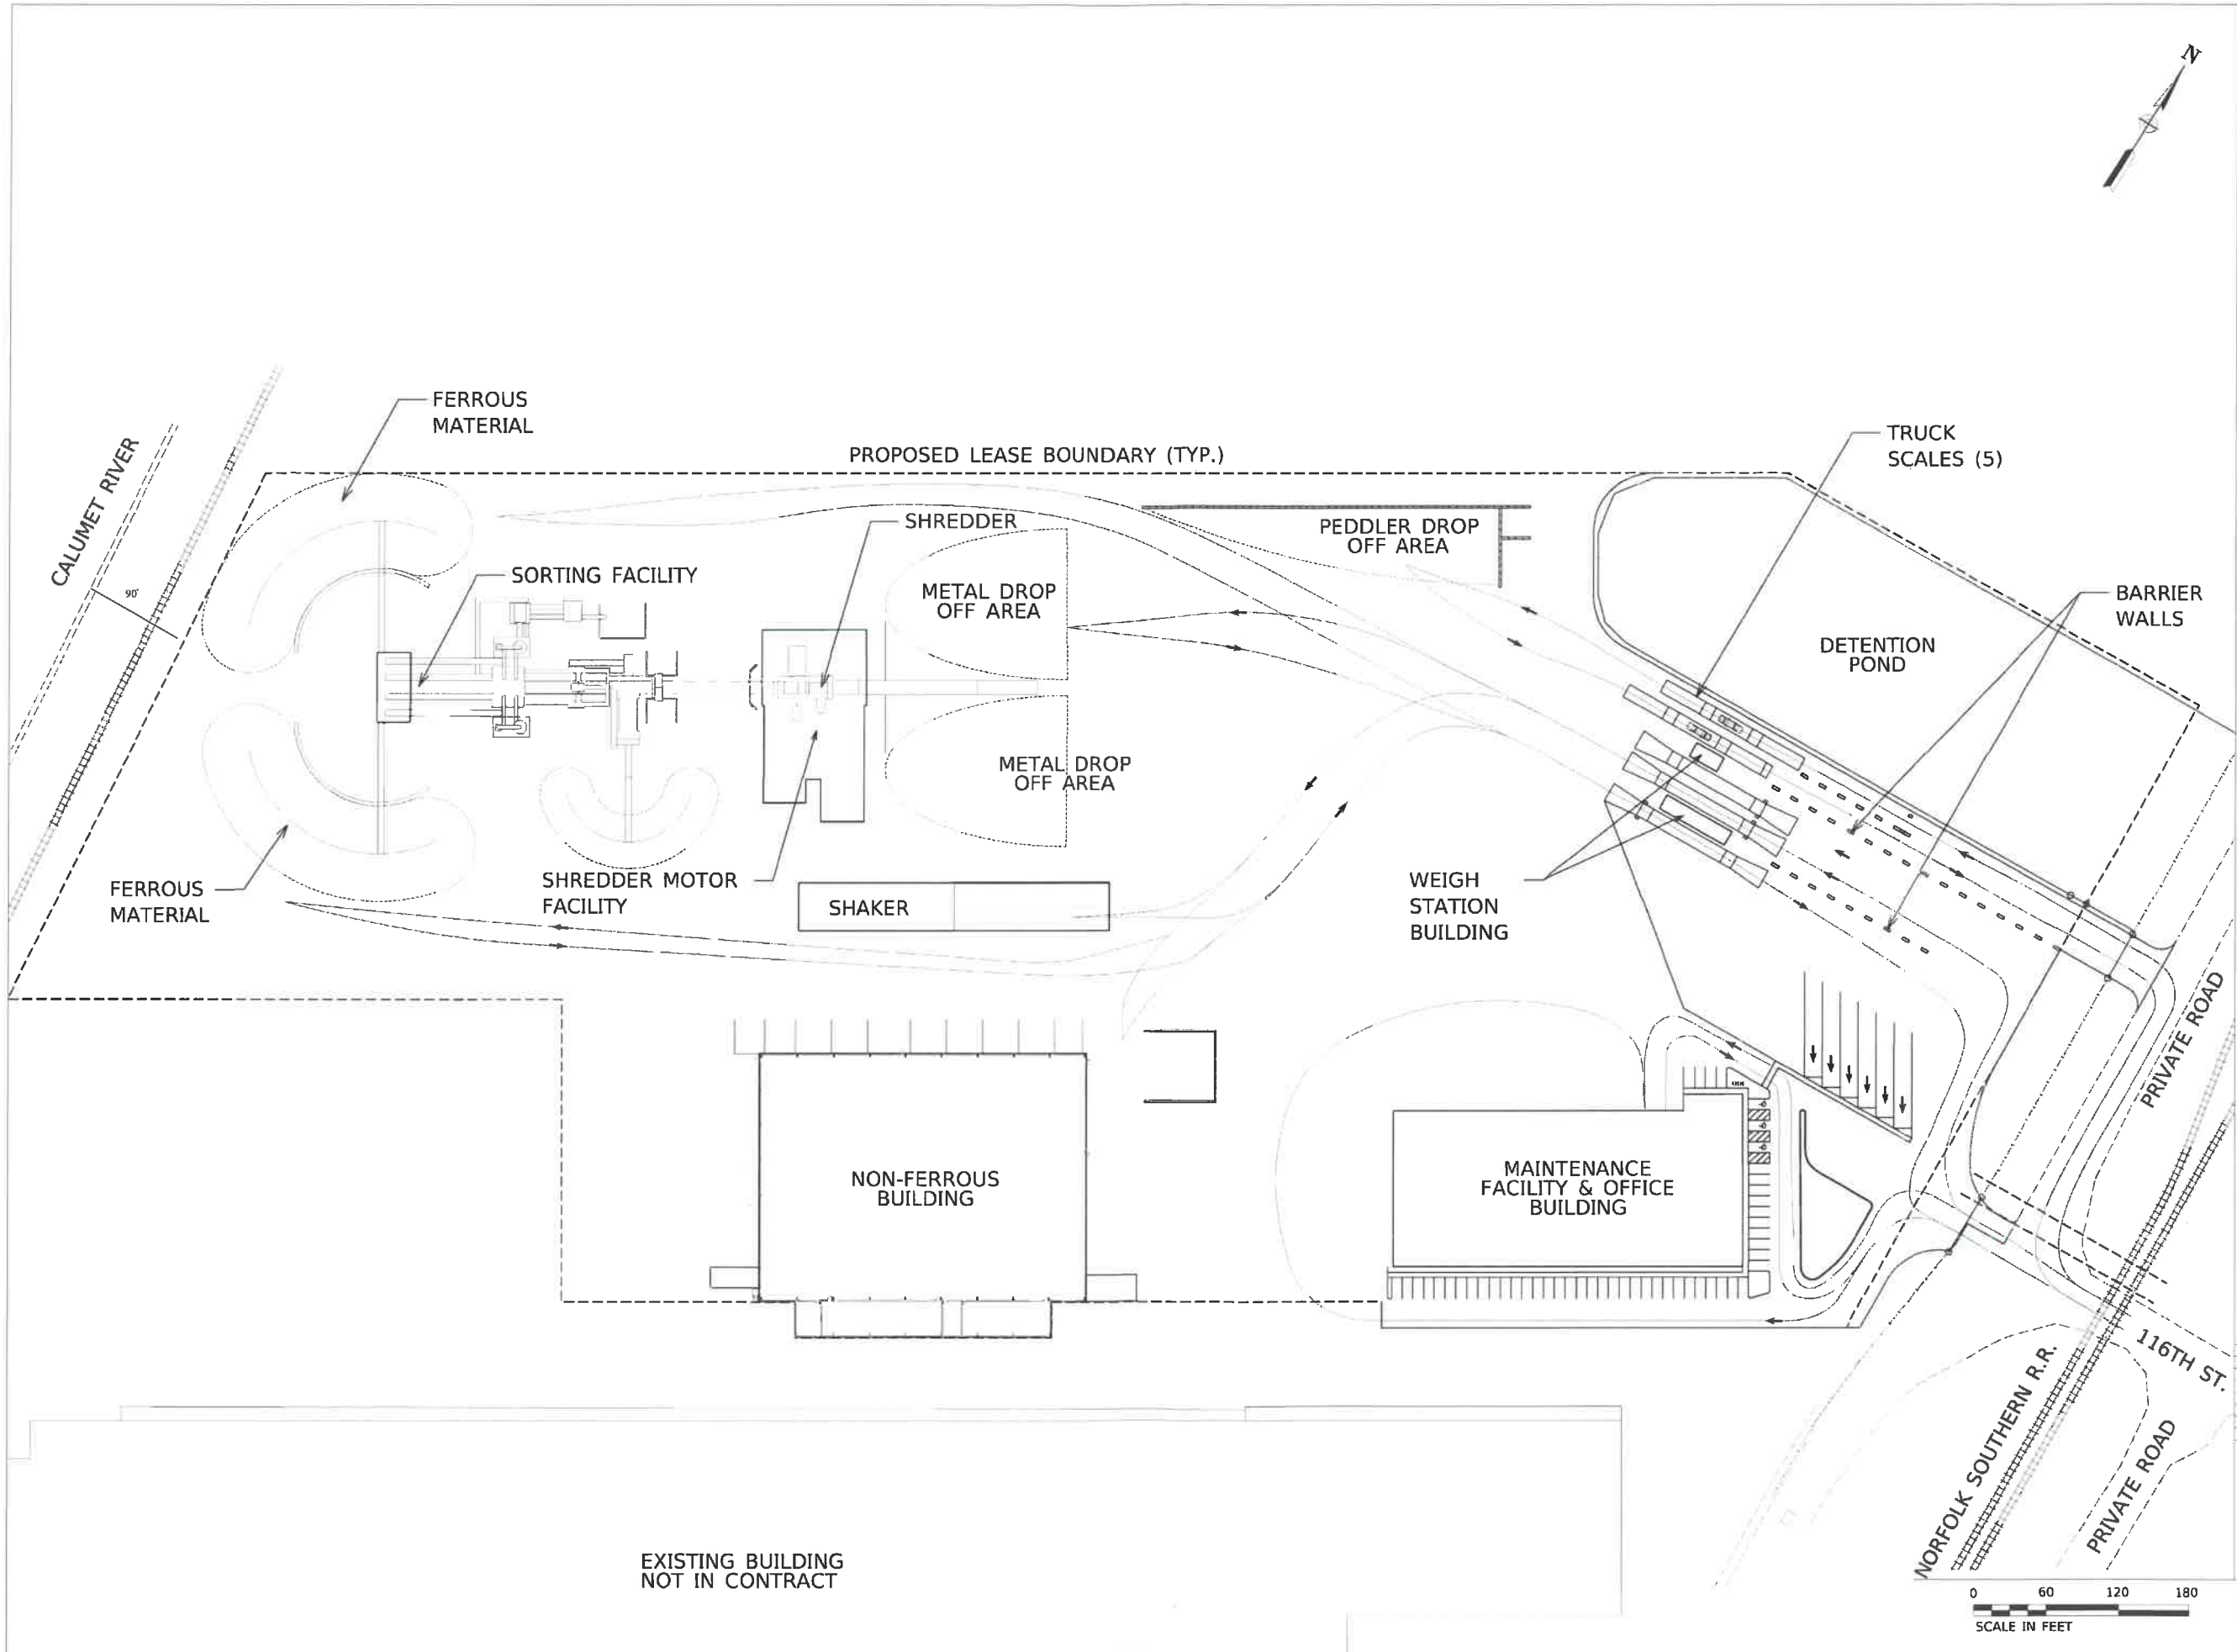 N
FERROUS
MATERIAL
TRUCK
SCALES (5)
CALUMET RIVER
PROPOSED LEASE BOUNDARY (TYP.)
SHREDDER
PEDDLER DROP
OFF AREA
SORTING FACILITY
90'
METAL DROP
OFF AREA
BARRIER
WALLS
DETENTION
POND
METAL DROP
OFF AREA
FERROUS
MATERIAL
SHREDDER MOTOR
FACILITY
SHAKER
WEIGH
STATION
BUILDING
PRIVATE ROAD
NON-FERROUS
BUILDING
MAINTENANCE
FACILITY & OFFICE
BUILDING
116TH ST.
NORFOLK SOUTHERN R.R.
PRIVATE ROAD
EXISTING BUILDING
NOT IN CONTRACT
0 60 120 180
SCALE IN FEET